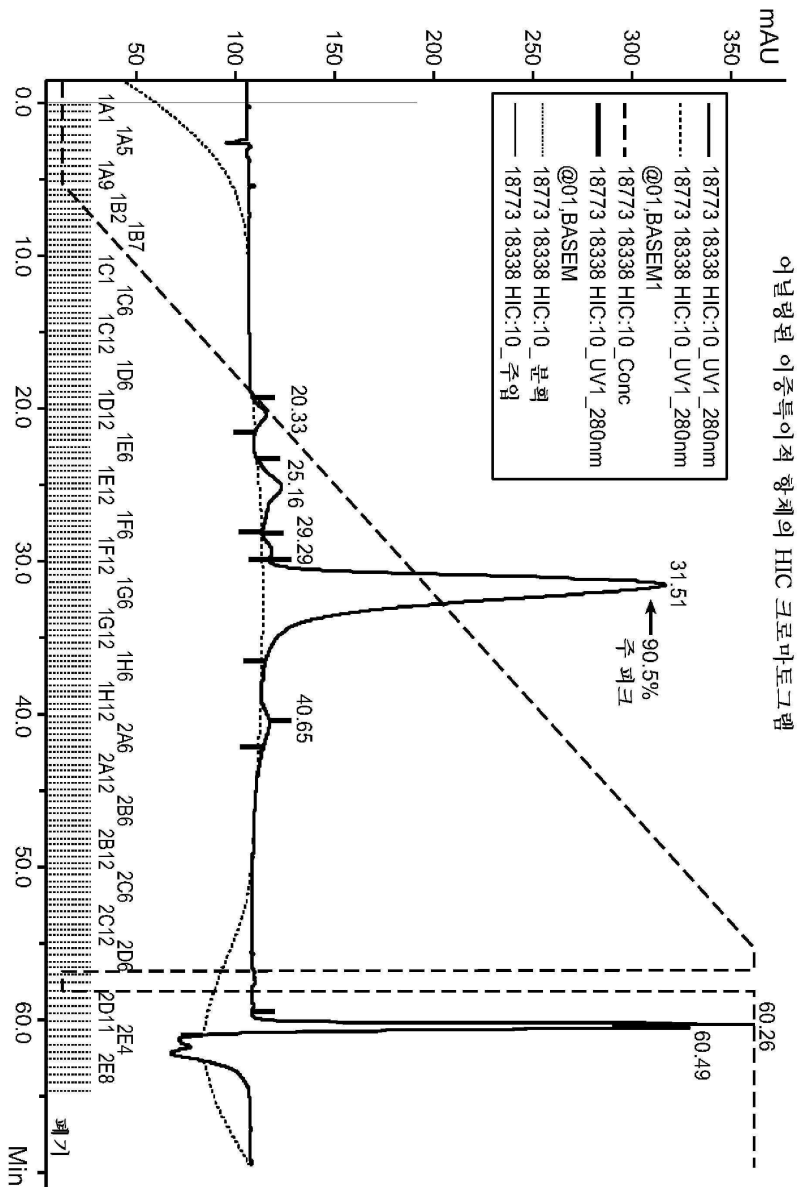 어닐링된 이중특이적 항체의 HIC 크로마토그램
mAU
350
300
250
200
150
100
50
18773 18338 HIC:10_UV1_280nm
18773 18338 HIC:10_UV1_280nm
@01,BASEM1
18773 18338 HIC:10_Conc
18773 18338 HIC:10_UV1_280nm
@01,BASEM
18773 18338 HIC:10_분획
18773 18338 HIC:10_주입
20.33
25.16
29.29
31.51
90.5%
주 피크
40.65
60.26
60.49
1A1 1A5 1A9 1B2 1B7 1C1 1C6 1C12 1D6 1D12 1E6 1E12 1F6 1F12 1G6 1G12 1H6 1H12 2A6 2A12 2B6 2B12 2C6 2C12 2D6 2D11 2E4 2E8
폐기
0.0 10.0 20.0 30.0 40.0 50.0 60.0 Min